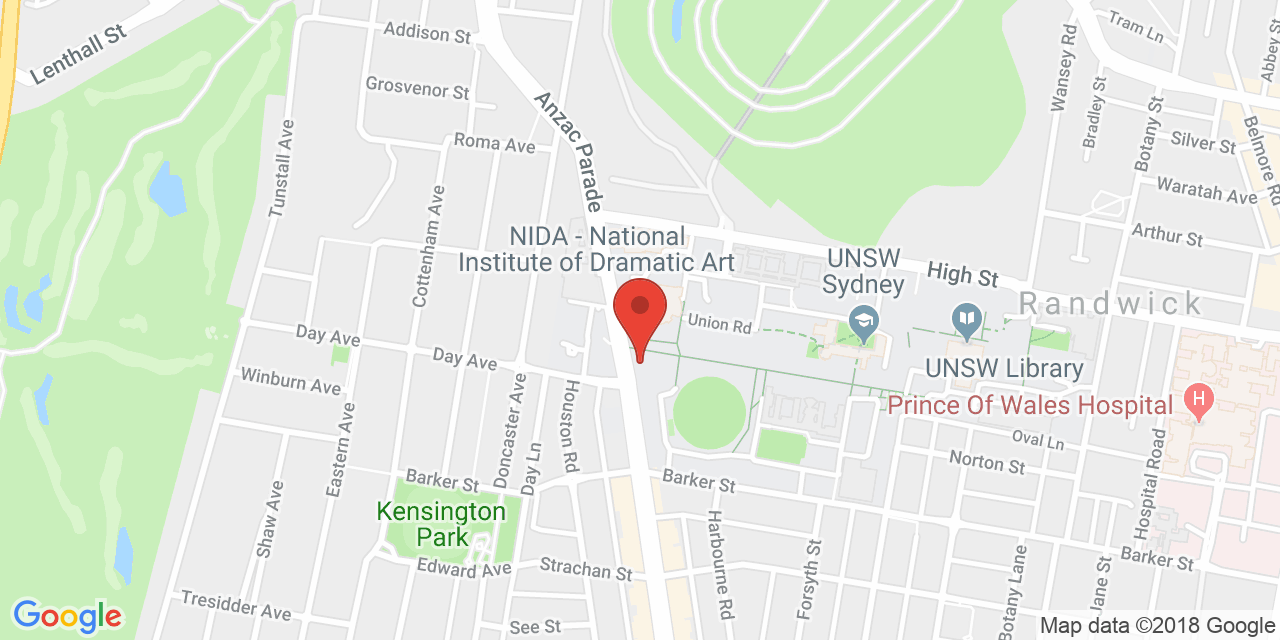 Lenthall St
Addison St
Grosvenor St
Roma Ave
Anzac Parade
Tunstall Ave
Cottenham Ave
Tram Ln
Wansey Rd
Bradley St
Botany St
Abbey St
Belmore Rd
Silver St
Waratah Ave
Arthur St
NIDA - National
Institute of Dramatic Art
UNSW
Sydney
High St
Randwick
Union Rd
UNSW Library
Day Ave
Day Ave
Winburn Ave
Prince Of Wales Hospital
H
Eastern Ave
Doncaster Ave
Day Ln
Houston Rd
Oval Ln
Norton St
Hospital Road
Barker St
Barker St
Kensington
Park
Shaw Ave
Harbourne Rd
Forsyth St
Botany Lane
Jane St
Barker St
Edward Ave
Strachan St
Tresidder Ave
See St
Google
Map data ©2018 Google